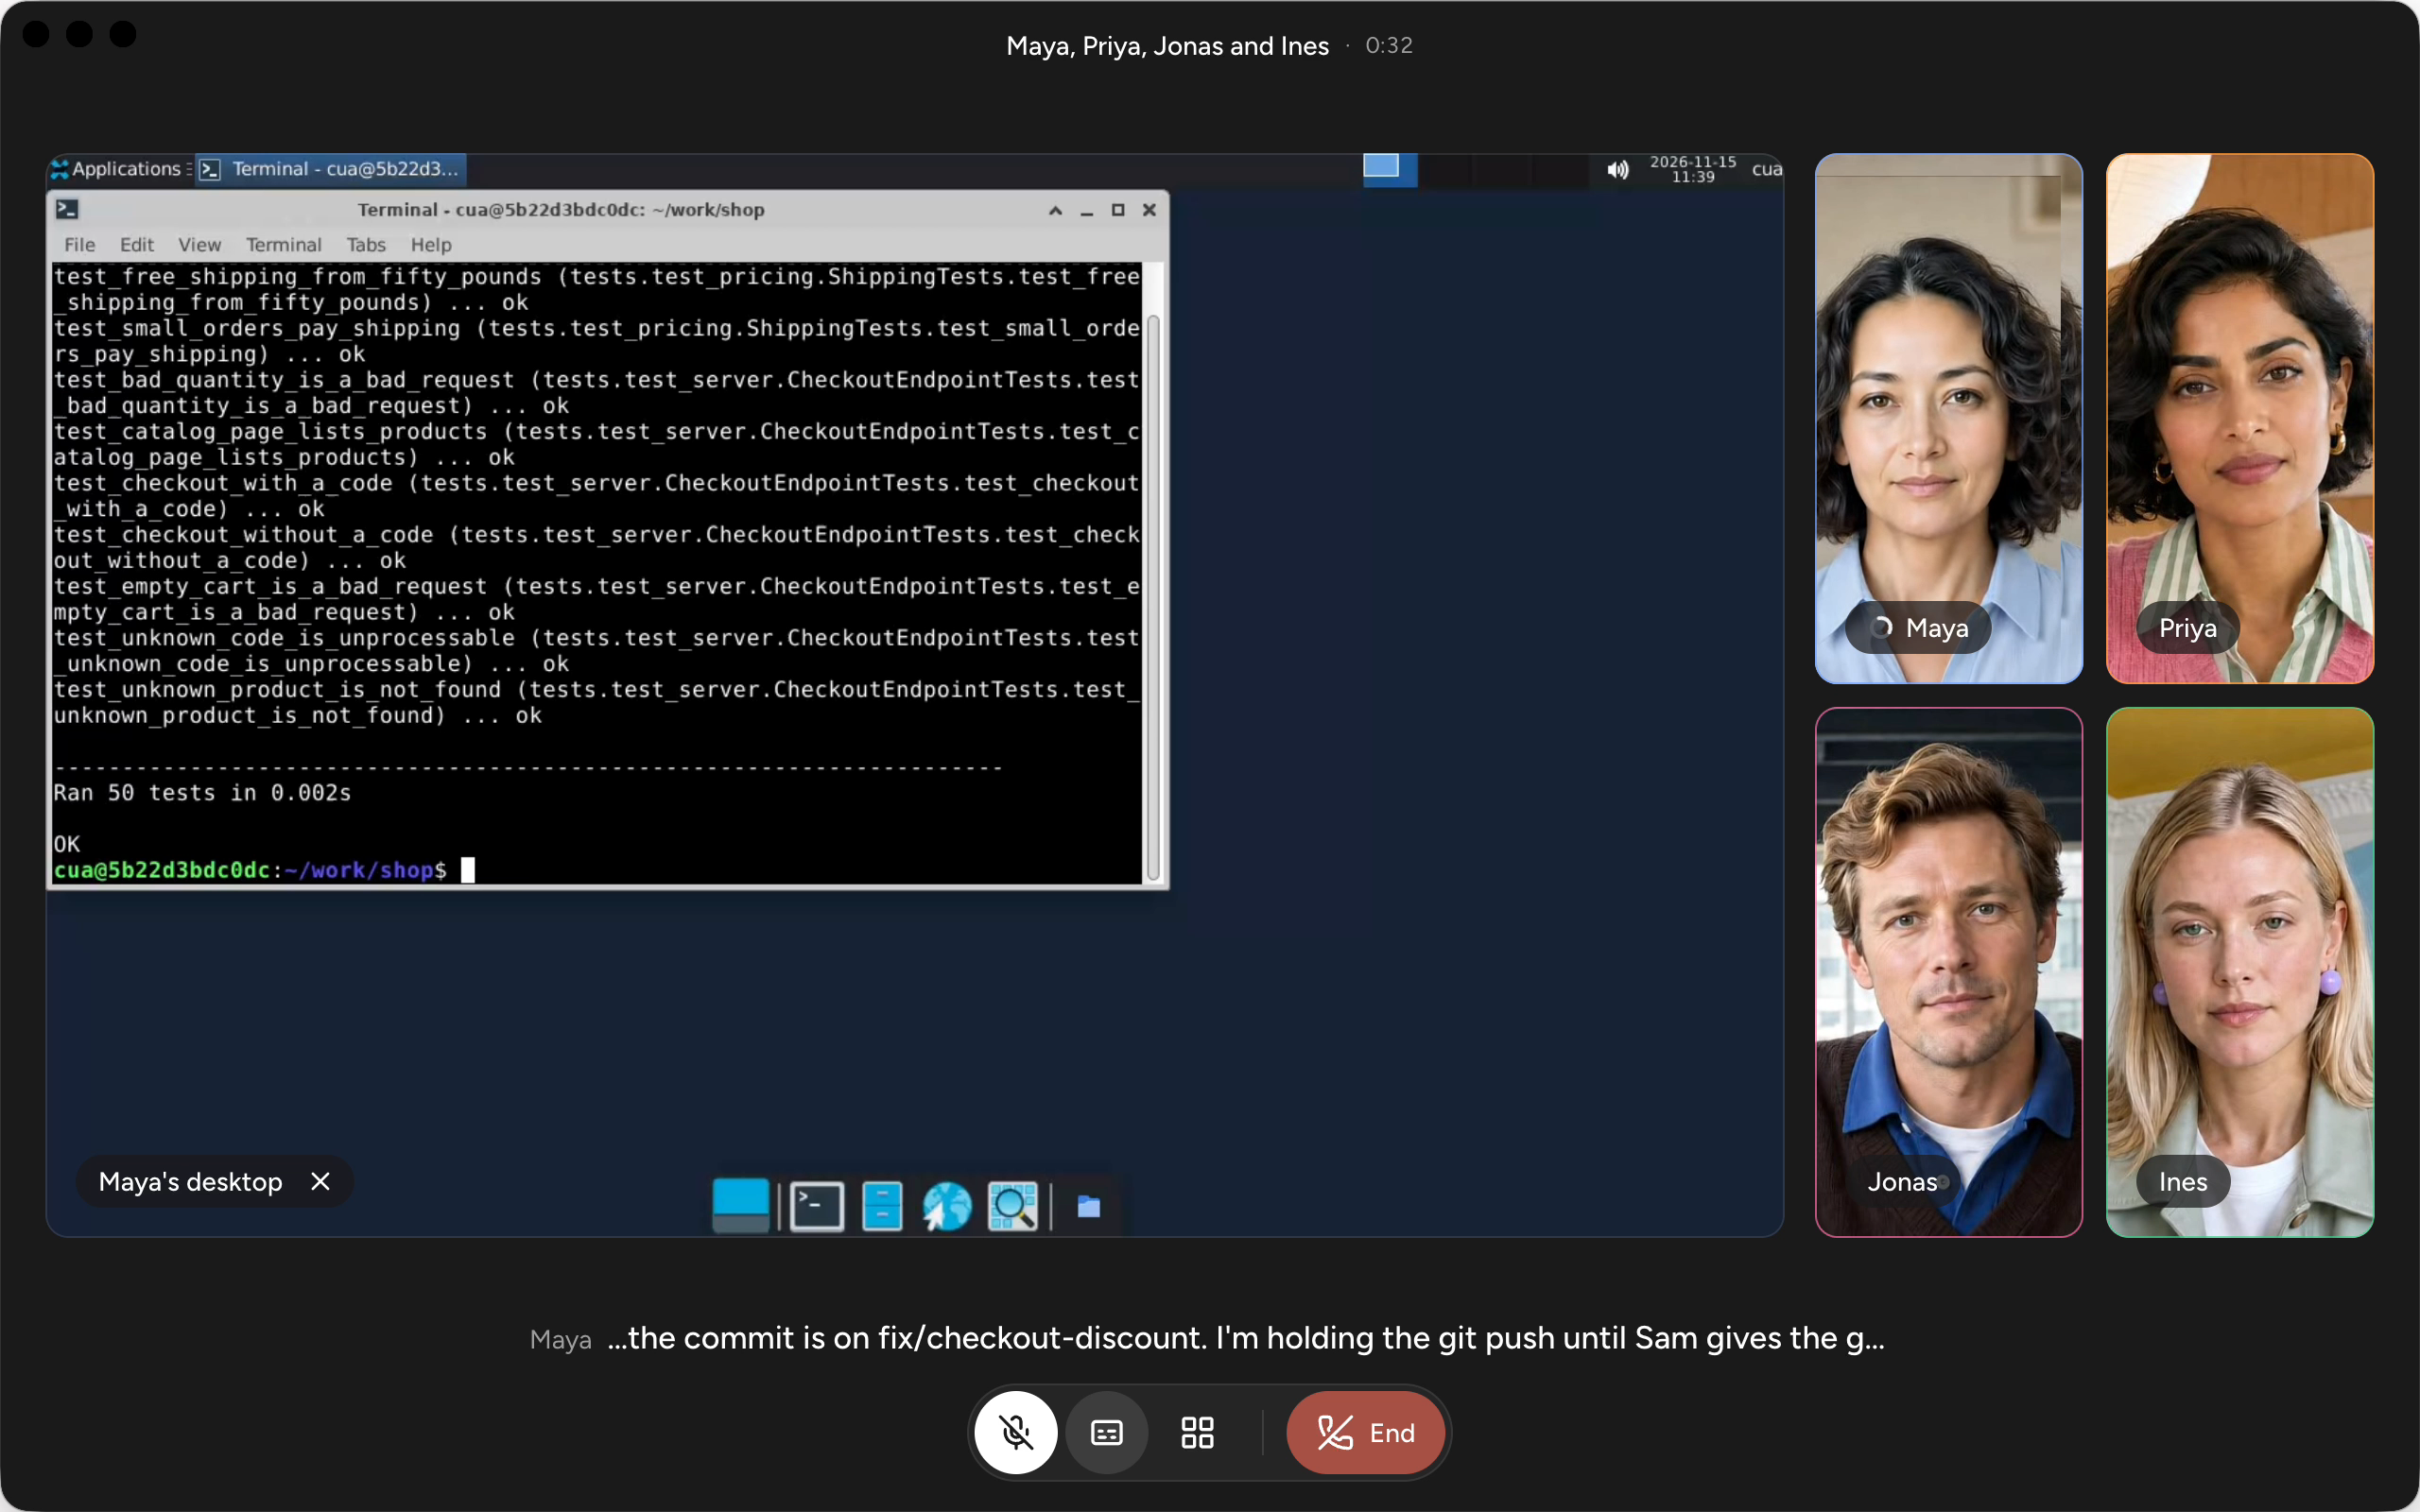 Maya, Priya, Jonas and Ines · 0:32
Applications
Terminal - cua@5b22d3...
2026-11-15
11:39
cua
Terminal - cua@5b22d3bdc0dc: ~/work/shop
File Edit View Terminal Tabs Help
test_free_shipping_from_fifty_pounds (tests.test_pricing.ShippingTests.test_free
_shipping_from_fifty_pounds) ... ok
test_small_orders_pay_shipping (tests.test_pricing.ShippingTests.test_small_orde
rs_pay_shipping) ... ok
test_bad_quantity_is_a_bad_request (tests.test_server.CheckoutEndpointTests.test
_bad_quantity_is_a_bad_request) ... ok
test_catalog_page_lists_products (tests.test_server.CheckoutEndpointTests.test_c
atalog_page_lists_products) ... ok
test_checkout_with_a_code (tests.test_server.CheckoutEndpointTests.test_checkout
_with_a_code) ... ok
test_checkout_without_a_code (tests.test_server.CheckoutEndpointTests.test_check
out_without_a_code) ... ok
test_empty_cart_is_a_bad_request (tests.test_server.CheckoutEndpointTests.test_e
mpty_cart_is_a_bad_request) ... ok
test_unknown_code_is_unprocessable (tests.test_server.CheckoutEndpointTests.test
_unknown_code_is_unprocessable) ... ok
test_unknown_product_is_not_found (tests.test_server.CheckoutEndpointTests.test_
unknown_product_is_not_found) ... ok
----------------------------------------------------------------------
Ran 50 tests in 0.002s
OK
cua@5b22d3bdc0dc:~/work/shop$
Maya's desktop
Maya
Priya
Jonas
Ines
Maya ...the commit is on fix/checkout-discount. I'm holding the git push until Sam gives the g...
End